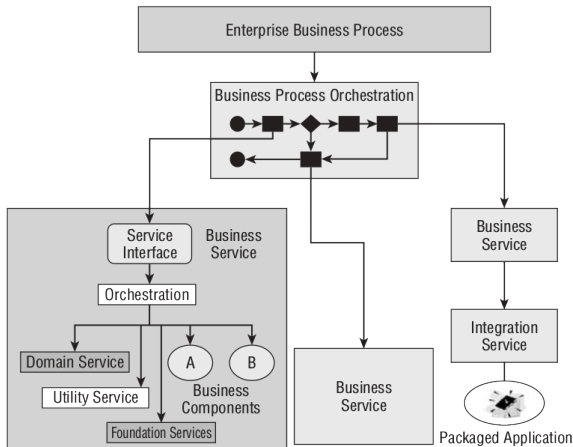 Enterprise Business Process
Business Process Orchestration
Service
Interface
Business
Service
Orchestration
Domain Service
A
B
Utility Service
Business
Components
Foundation Services
Business
Service
Business
Service
Integration
Service
Packaged Application